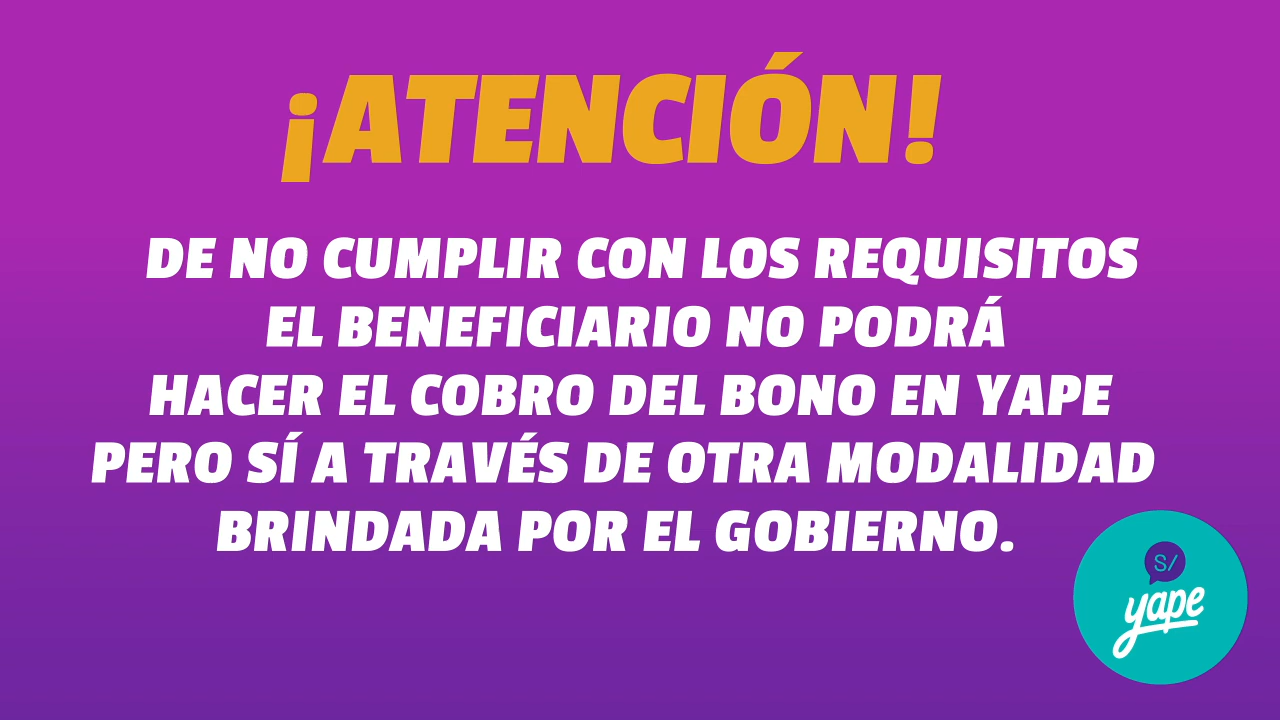 ¡ATENCIÓN!
DE NO CUMPLIR CON LOS REQUISITOS
EL BENEFICIARIO NO PODRÁ
HACER EL COBRO DEL BONO EN YAPE
PERO SÍ A TRAVÉS DE OTRA MODALIDAD
BRINDADA POR EL GOBIERNO.
S/
yape